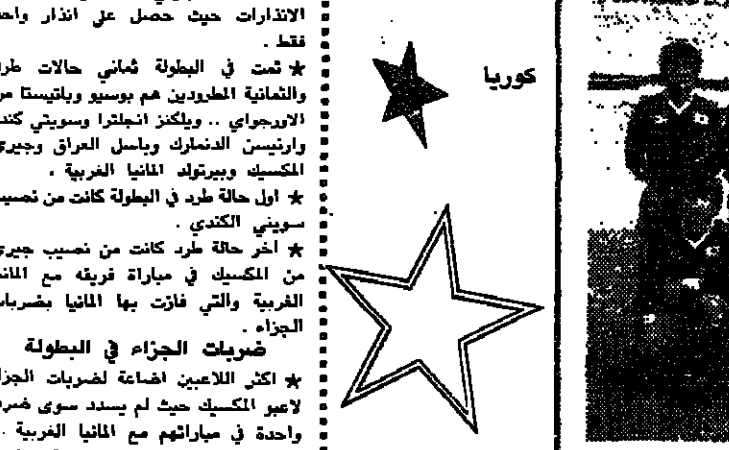 الانذارات حيث حصل على انذار واحد
فقط .
★ تمت في البطولة ثماني حالات طرد
والثمانية المطرودين هم بوسيو وباتيستا من
الاورجواي .. ويلكنز انجلترا وسويتي كندا
وارنيسن الدنمارك وباسل العراق وجيري
المكسيك وبيرتولد المانيا الغربية .
★ اول حالة طرد في البطولة كانت من نصيب
سويني الكندي .
★ اخر حالة طرد كانت من نصيب جيري
من المكسيك في مباراة فريقه مع المانيا
الغربية والتي فازت بها المانيا بضربات
الجزاء .
ضربات الجزاء في البطولة
★ اكثر اللاعبين اضاعة لضربات الجزاء
لاعبو المكسيك حيث لم يسدد سوى ضربة
واحدة في مباراتهم مع المانيا الغربية ..
كوريا